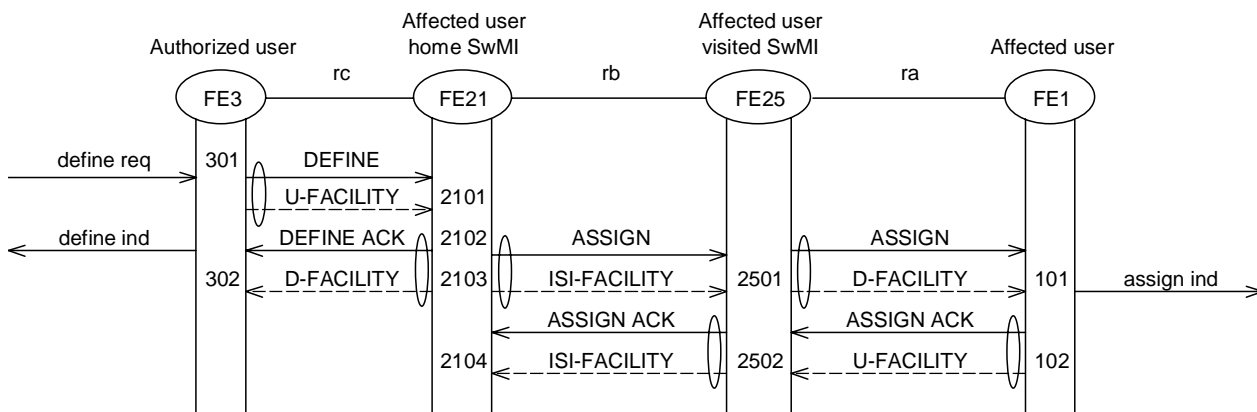 Authorized user
Affected user
home SwMI
Affected user
visited SwMI
Affected user
rc
rb
ra
FE3
FE21
FE25
FE1
define req
301
DEFINE
U-FACILITY
2101
define ind
DEFINE ACK
2102
ASSIGN
ASSIGN
302
D-FACILITY
2103
ISI-FACILITY
2501
D-FACILITY
101
assign ind
ASSIGN ACK
ASSIGN ACK
2104
ISI-FACILITY
2502
U-FACILITY
102